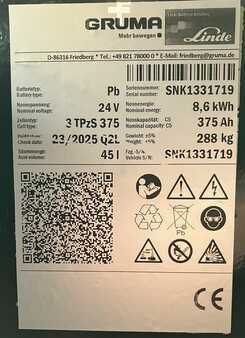 GRUMA
Mehr bewegen
Linde
D-86316 Friedberg • Tel. +49 821 78000 0 • E-Mail: friedberg@gruma.de
Batterietyp: Pb
Battery type:
Seriennummer: SNK1331719
Serial number:
Nennspannung: 24 V
Nominal voltage:
Nennenergie: 8,6 kWh
Nominal energy:
Zellentyp: 3 TPzS 375
Cell type:
Nennkapazität: C5 375 Ah
Nominal capacity: C5
23/2025 Q2L
Check date:
Gewicht: ±5% 288 kg
Weight: ±5%
Säuremenge: 45 l
Acid volume:
SNK1331719
Vehicle S/N:
Pb
CE